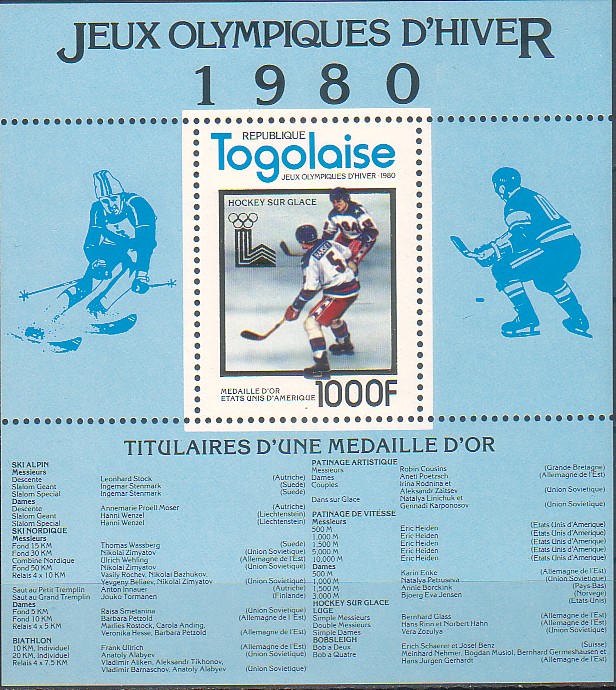 JEUX OLYMPIQUES D'HIVER
1980
REPUBLIQUE
Togolaise
JEUX OLYMPIQUES D'HIVER · 1980
HOCKEY SUR GLACE
5
MEDAILLE D'OR
ETATS UNIS D'AMERIQUE
1000F
TITULAIRES D'UNE MEDAILLE D'OR
SKI ALPIN
Messieurs
Descente Leonhard Stock (Autriche)
Slalom Geant Ingemar Stenmark (Suède)
Slalom Special Ingemar Stenmark (Suède)
Dames
Descente Annemarie Proell Moser (Autriche)
Slalom Geant Hanni Wenzel (Liechtenstein)
Slalom Special Hanni Wenzel (Liechtenstein)
SKI NORDIQUE
Messieurs
Fond 15 KM Thomas Wassberg (Suède)
Fond 30 KM Nikolai Zimyatov (Union Sovietique)
Combine Nordique Ulrich Wehling (Allemagne de l'Est)
Fond 50 KM Nikolai Zimyatov (Union Sovietique)
Relais 4 x 10 KM Vasily Rochev, Nikolai Bazhukov,
Yevgeny Beliaev, Nikolai Zimyatov (Union Sovietique)
Saut au Petit Tremplin Anton Innauer (Autriche)
Saut au Grand Tremplin Jouko Tormanen (Finlande)
Dames
Fond 5 KM Raisa Smetanina (Union Sovietique)
Fond 10 KM Barbara Petzold (Allemagne de l'Est)
Relais 4 x 5 KM Marlies Rostock, Carola Anding,
Veronika Hesse, Barbara Petzold (Allemagne de l'Est)
BIATHLON
10 KM, Individuel Frank Ullrich (Allemagne de l'Est)
20 KM, Individuel Anatoly Alabyev (Union Sovietique)
Relais 4 x 7.5 KM Vladimir Aliken, Aleksandr Tikhonov,
Vladimir Barnaschov, Anatoly Alabyev (Union Sovietique)
PATINAGE ARTISTIQUE
Messieurs Robin Cousins (Grande-Bretagne)
Dames Anett Poetzsch (Allemagne de l'Est)
Couples Irina Rodnina et
Aleksandr Zaitsev (Union Sovietique)
Dans sur Glace Natalya Linichuk et
Gennadi Karponosov (Union Sovietique)
PATINAGE DE VITESSE
Messieurs
500 M Eric Heiden (Etats Unis d'Amerique)
1,000 M Eric Heiden (Etats Unis d'Amerique)
1,500 M Eric Heiden (Etats Unis d'Amerique)
5,000 M Eric Heiden (Etats Unis d'Amerique)
10,000 M Eric Heiden (Etats Unis d'Amerique)
Dames
500 M Karin Enke (Allemagne de l'Est)
1,000 M Natalya Petruseva (Union Sovietique)
1,500 M Annie Borckink (Pays Bas)
3,000 M Bjoerg Eva Jensen (Norvege)
HOCKEY SUR GLACE (Etats-Unis)
LUGE
Simple Messieurs Bernhard Glass (Allemagne de l'Est)
Double Messieurs Hans Rinn et Norbert Hahn (Allemagne de l'Est)
Simple Dames Vera Zozulya (Union Sovietique)
BOBSLEIGH
Bob a Deux Erich Schaerer et Josef Benz (Suisse)
Bob a Quatre Meinhard Nehmer, Bogdan Musiol, Bernhard Germeshausen et
Hans Jurgen Gerhardt (Allemagne de l'Est)